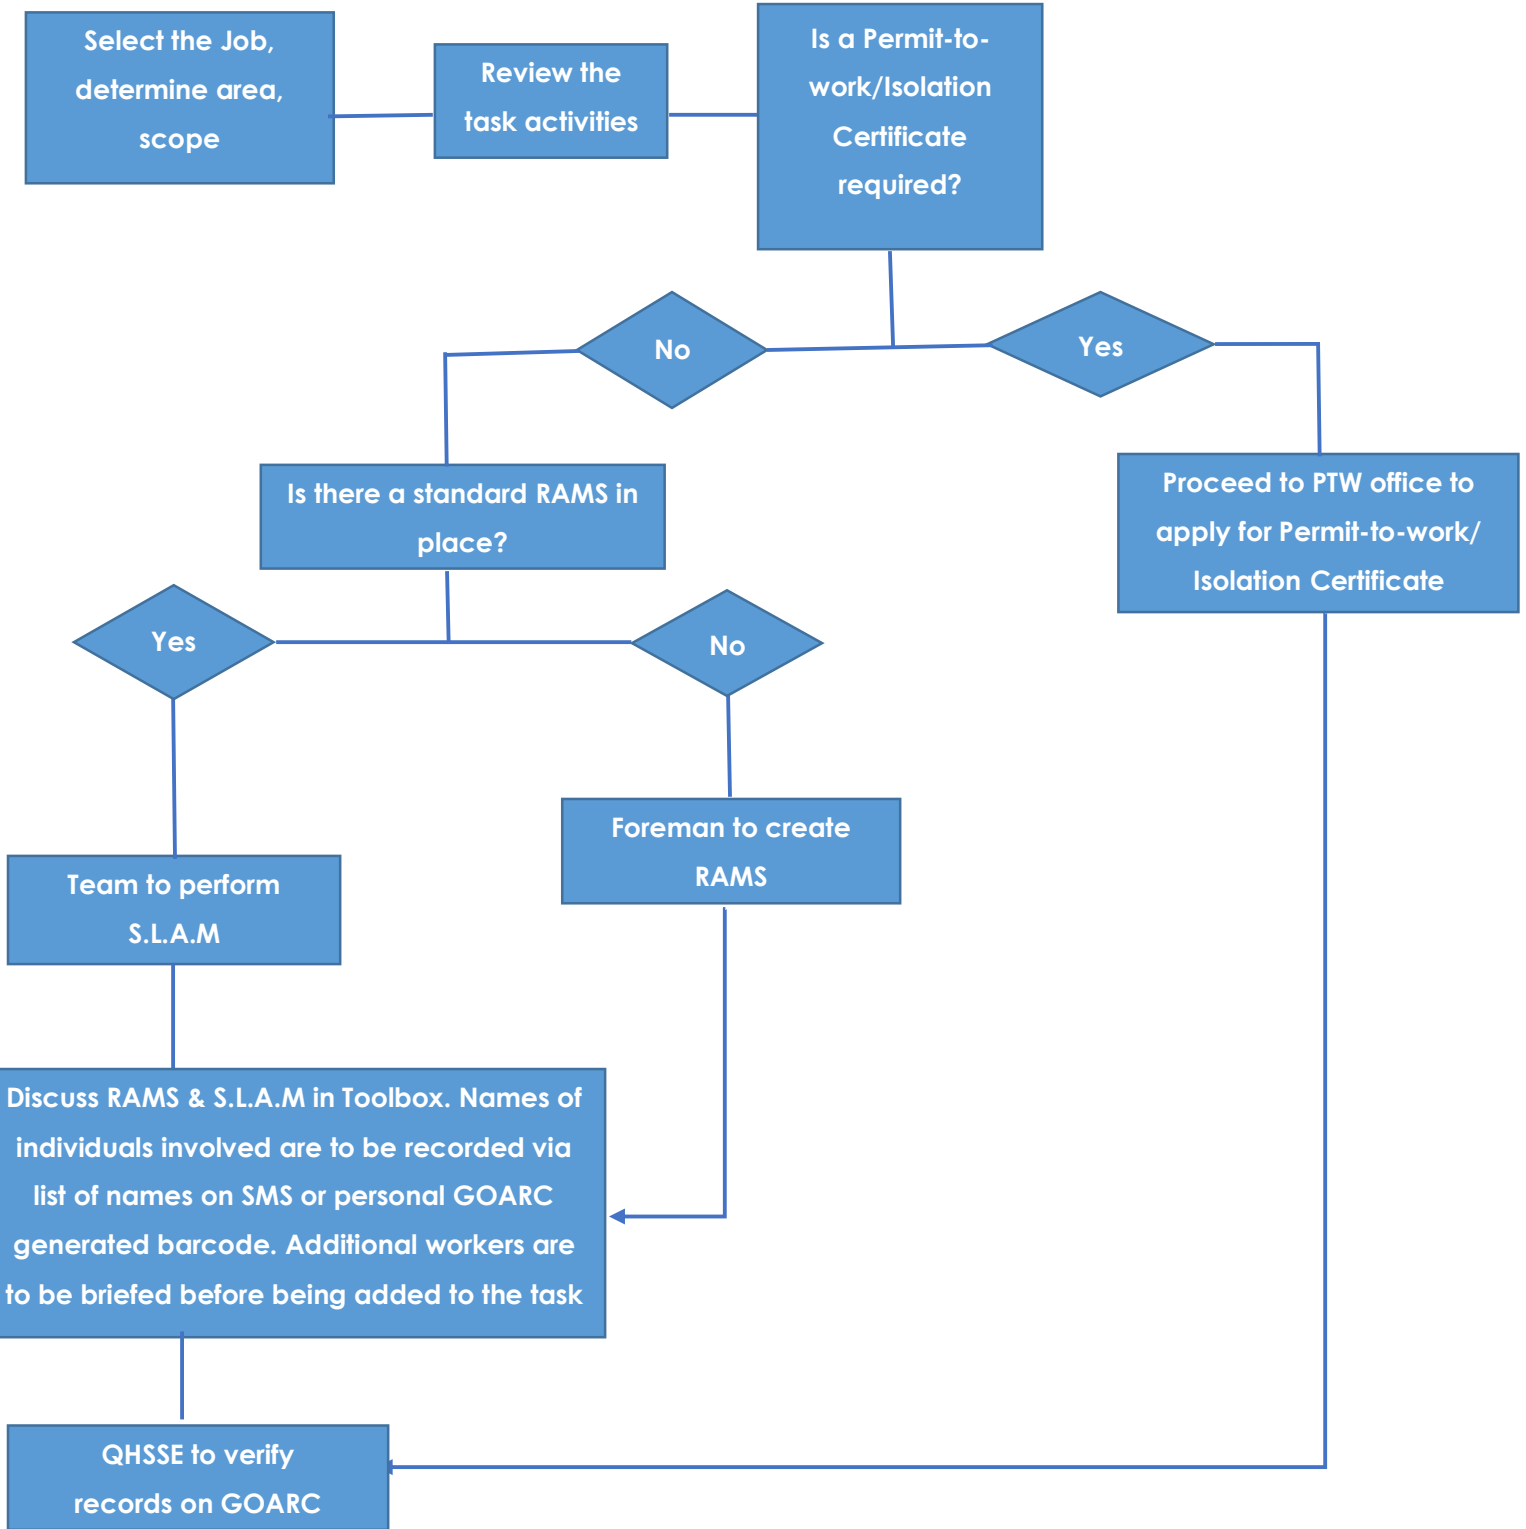 Select the Job,
determine area,
scope
Review the
task activities
Is a Permit-to-
work/Isolation
Certificate
required?
No
Yes
Is there a standard RAMS in
place?
Proceed to PTW office to
apply for Permit-to-work/
Isolation Certificate
Yes
No
Foreman to create
RAMS
Team to perform
S.L.A.M
Discuss RAMS & S.L.A.M in Toolbox. Names of
individuals involved are to be recorded via
list of names on SMS or personal GOARC
generated barcode. Additional workers are
to be briefed before being added to the task
QHSSE to verify
records on GOARC